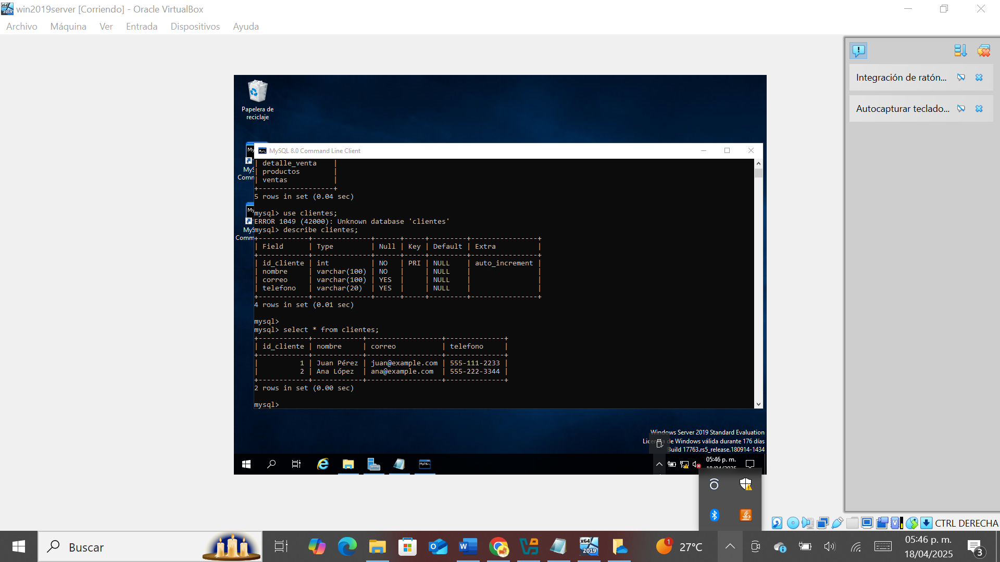 win2019server [Corriendo] - Oracle VirtualBox
Archivo Máquina Ver Entrada Dispositivos Ayuda
Integración de ratón...
Autocapturar teclado...
Papelera de
reciclaje
MySQL 8.0 Command Line Client
| detalle_venta    |
| productos        |
| ventas           |
+------------------+
5 rows in set (0.04 sec)
mysql> use clientes;
ERROR 1049 (42000): Unknown database 'clientes'
mysql> describe clientes;
+------------+--------------+------+-----+---------+----------------+
| Field      | Type         | Null | Key | Default | Extra          |
+------------+--------------+------+-----+---------+----------------+
| id_cliente | int          | NO   | PRI | NULL    | auto_increment |
| nombre     | varchar(100) | NO   |     | NULL    |                |
| correo     | varchar(100) | YES  |     | NULL    |                |
| telefono   | varchar(20)  | YES  |     | NULL    |                |
+------------+--------------+------+-----+---------+----------------+
4 rows in set (0.01 sec)
mysql>
mysql> select * from clientes;
+------------+------------+------------------+--------------+
| id_cliente | nombre     | correo           | telefono     |
+------------+------------+------------------+--------------+
|          1 | Juan Pérez | juan@example.com | 555-111-2233 |
|          2 | Ana López  | ana@example.com  | 555-222-3344 |
+------------+------------+------------------+--------------+
2 rows in set (0.00 sec)
mysql>
Windows Server 2019 Standard Evaluation
de Windows válida durante 176 días
Build 17763.rs5_release.180914-1434
05:46 p. m.
18/04/2025
CTRL DERECHA
Buscar
x64
2019
1
27°C
05:46 p. m.
18/04/2025
3